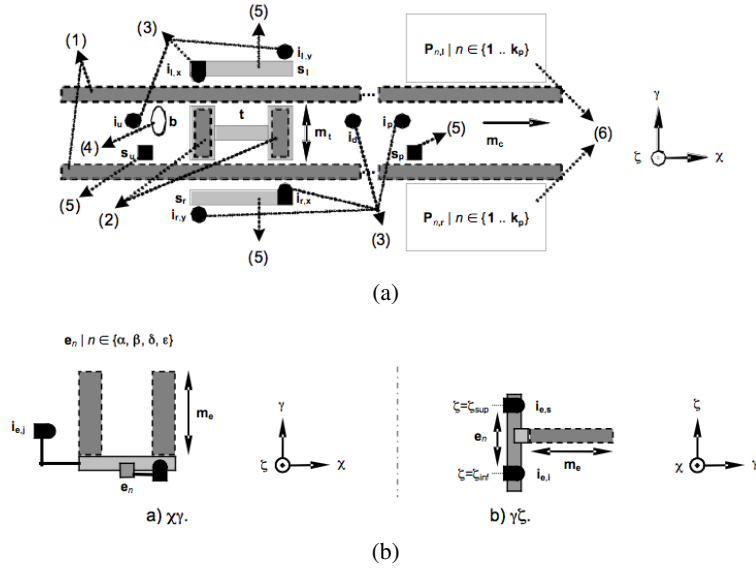 (5)
(3)
(1)
i_l,y
i_l,x
s_l
P_n,l | n ∈ {1 .. k_p}
γ
i_u
b
t
m_t
i_d
i_p
(5)
m_c
(6)
ζ
χ
(4)
s_u
s_p
(5)
(2)
s_r
i_r,x
i_r,y
(3)
(5)
P_n,r | n ∈ {1 .. k_p}
(a)
e_n | n ∈ {α, β, δ, ε}
i_e,j
m_e
e_n
γ
ζ
χ
a) χγ.
ζ=ζ_sup
i_e,s
e_n
ζ=ζ_inf
i_e,i
m_e
ζ
χ
b) γζ.
(b)